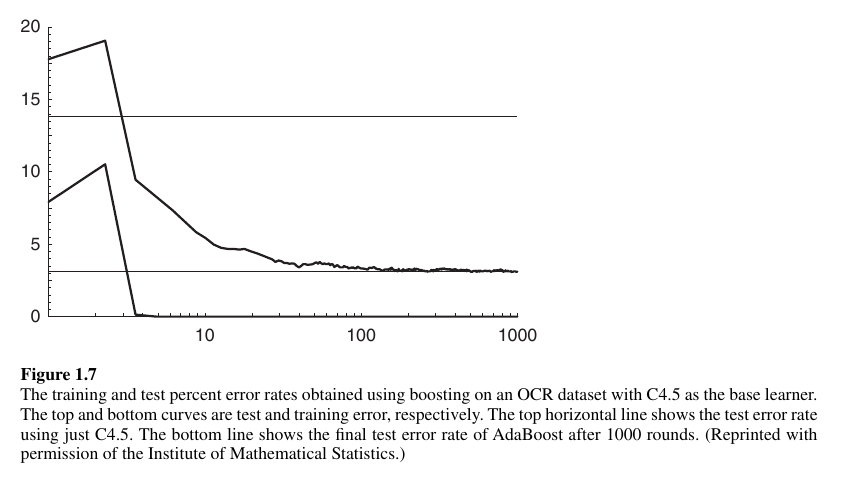 20
15
10
5
0
10 100 1000
Figure 1.7
The training and test percent error rates obtained using boosting on an OCR dataset with C4.5 as the base learner.
The top and bottom curves are test and training error, respectively. The top horizontal line shows the test error rate
using just C4.5. The bottom line shows the final test error rate of AdaBoost after 1000 rounds. (Reprinted with
permission of the Institute of Mathematical Statistics.)